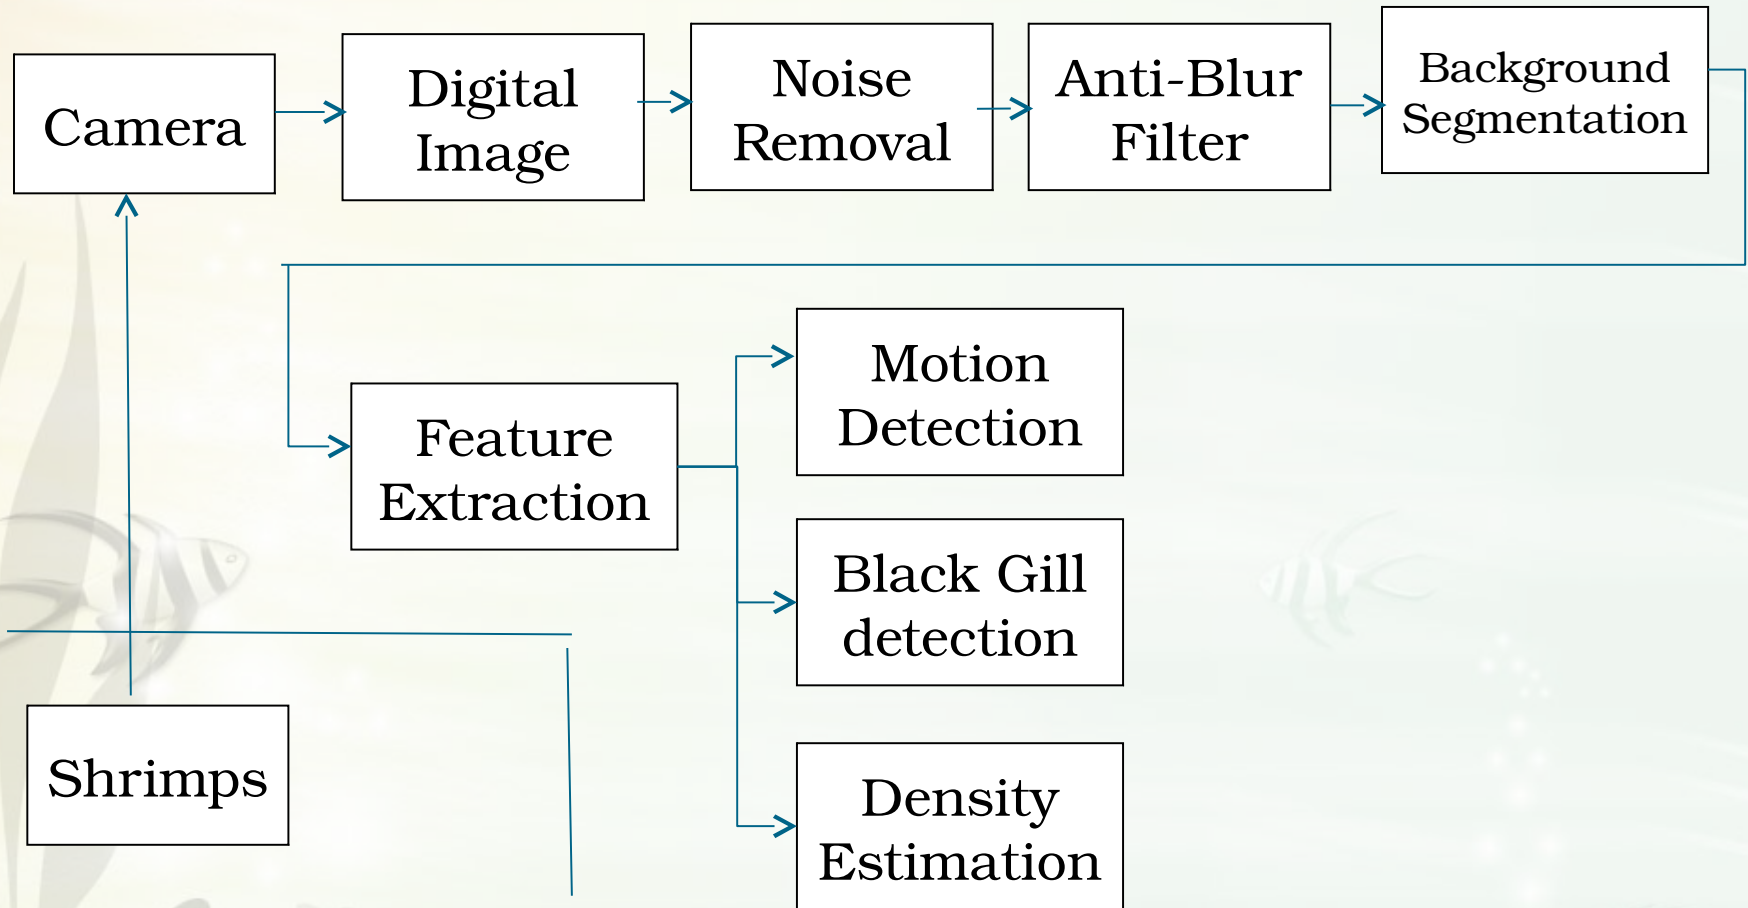 Camera
Digital
Image
Noise
Removal
Anti-Blur
Filter
Background
Segmentation
Feature
Extraction
Motion
Detection
Black Gill
detection
Shrimps
Density
Estimation